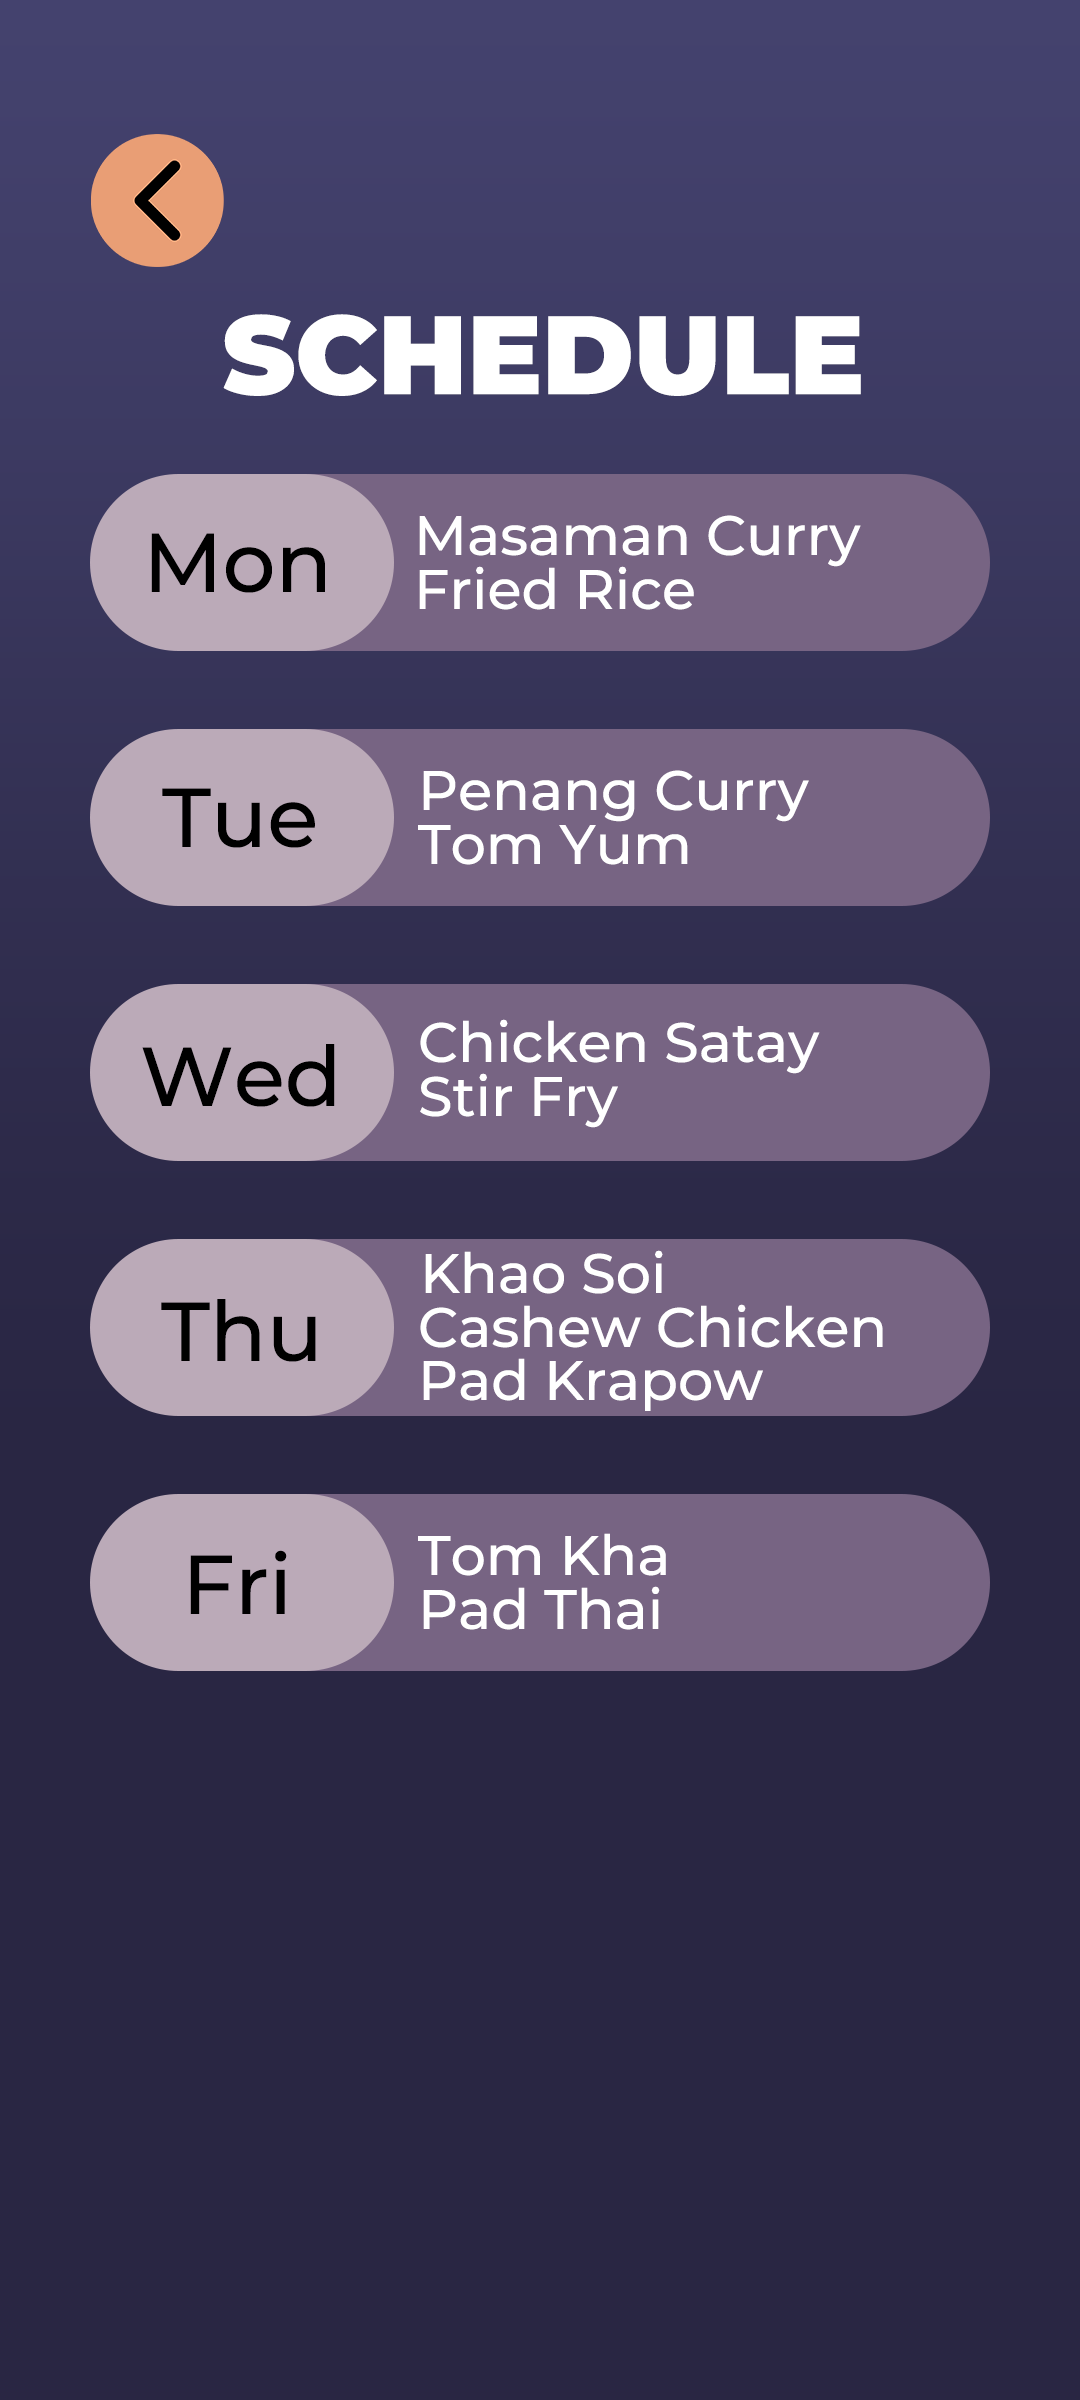 SCHEDULE
Mon
Masaman Curry
Fried Rice
Tue
Penang Curry
Tom Yum
Wed
Chicken Satay
Stir Fry
Thu
Khao Soi
Cashew Chicken
Pad Krapow
Fri
Tom Kha
Pad Thai